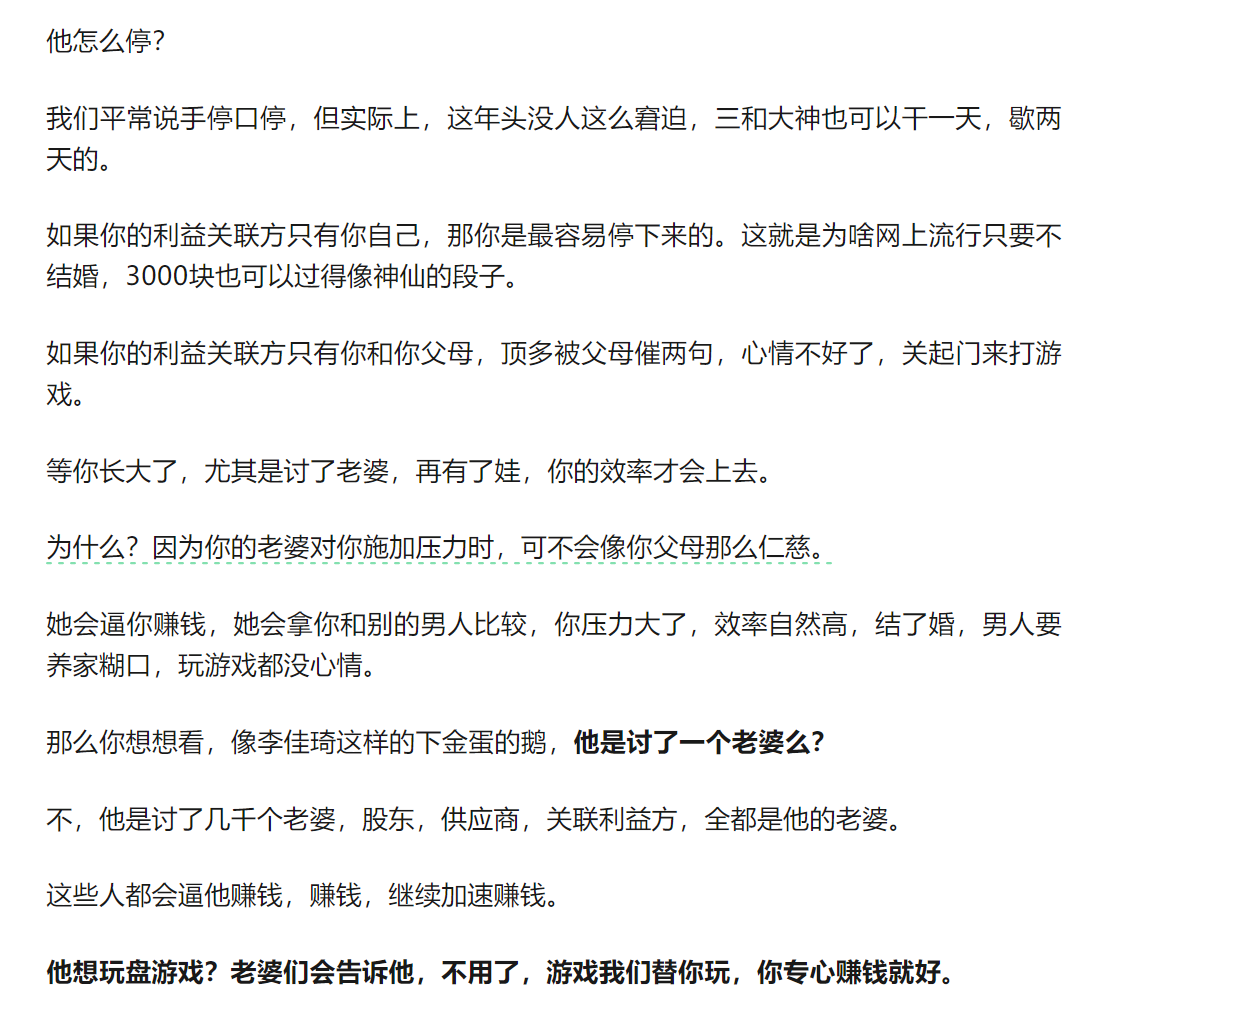 他怎么停？
我们平常说手停口停，但实际上，这年头没人这么窘迫，三和大神也可以干一天，歇两
天的。
如果你的利益关联方只有你自己，那你是最容易停下来的。这就是为啥网上流行只要不
结婚，3000块也可以过得像神仙的段子。
如果你的利益关联方只有你和你父母，顶多被父母催两句，心情不好了，关起门来打游
戏。
等你长大了，尤其是讨了老婆，再有了娃，你的效率才会上去。
为什么？因为你的老婆对你施加压力时，可不会像你父母那么仁慈。
她会逼你赚钱，她会拿你和别的男人比较，你压力大了，效率自然高，结了婚，男人要
养家糊口，玩游戏都没心情。
那么你想想看，像李佳琦这样的下金蛋的鹅，他是讨了一个老婆么？
不，他是讨了几千个老婆，股东，供应商，关联利益方，全都是他的老婆。
这些人都会逼他赚钱，赚钱，继续加速赚钱。
他想玩盘游戏？老婆们会告诉他，不用了，游戏我们替你玩，你专心赚钱就好。